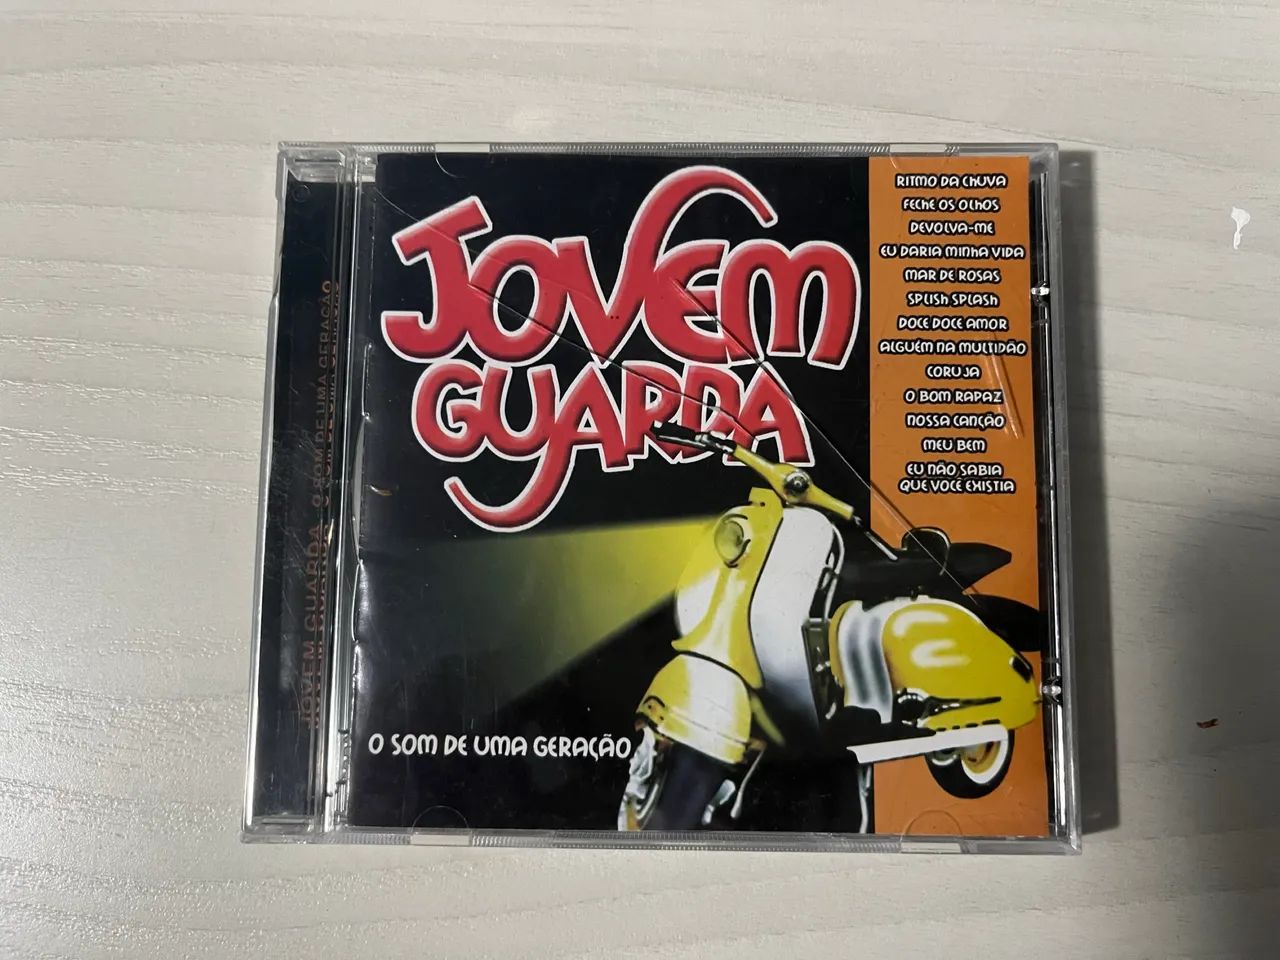 JOVEM
GUARDA
O SOM DE UMA GERAÇÃO
RITMO DA CHUVA
FECHE OS OLHOS
DEVOLVA-ME
EU DARIA MINHA VIDA
MAR DE ROSAS
SPLISH SPLASH
DOCE DOCE AMOR
ALGUÉM NA MULTIDÃO
CORUJA
O BOM RAPAZ
NOSSA CANÇÃO
MEU BEM
EU NÃO SABIA
QUE VOCÊ EXISTIA
JOVEM GUARDA O SOM DE UMA GERAÇÃO